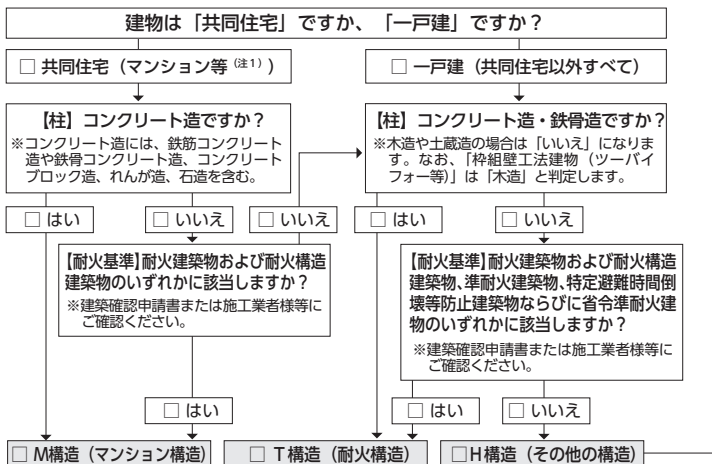 建物は「共同住宅」ですか、「一戸建」ですか？
□ 共同住宅（マンション等（注1））
□ 一戸建（共同住宅以外すべて）
【柱】コンクリート造ですか？
※コンクリート造には、鉄筋コンクリート
造や鉄骨コンクリート造、コンクリート
ブロック造、れんが造、石造を含む。
【柱】コンクリート造・鉄骨造ですか？
※木造や土蔵造の場合は「いいえ」になりま
す。なお、「枠組壁工法建物（ツーバイ
フォー等）」は「木造」と判定します。
□ はい
□ いいえ
□ いいえ
□ はい
□ いいえ
【耐火基準】耐火建築物および耐火構造
建築物のいずれかに該当しますか？
※建築確認申請書または施工業者様等に
ご確認ください。
【耐火基準】耐火建築物および耐火構造
建築物、準耐火建築物、特定避難時間倒
壊等防止建築物ならびに省令準耐火建
物のいずれかに該当しますか？
※建築確認申請書または施工業者様等に
ご確認ください。
□ はい
□ はい
□ いいえ
□ M構造（マンション構造）
□ T構造（耐火構造）
□H構造（その他の構造）